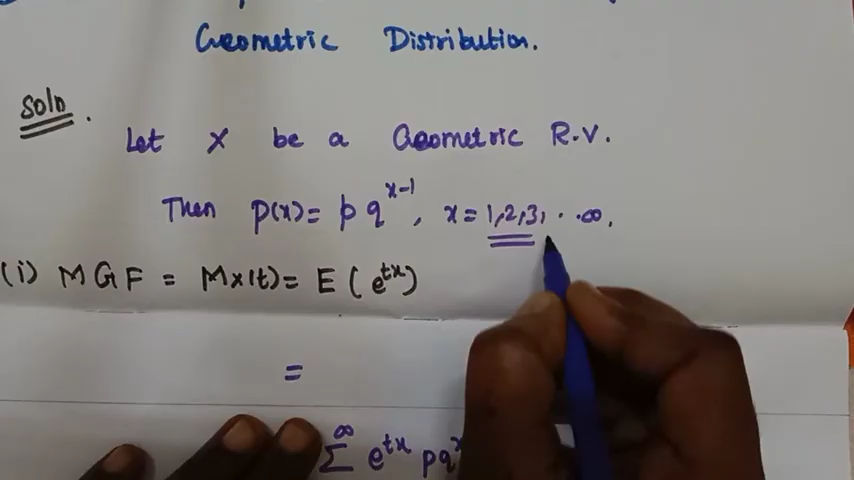 Geometric Distribution.
Soln.
Let X be a Geometric R.V.
Then p(x) = p q^{x-1}, x = 1,2,3, . . ∞.
(i) MGF = Mx(t) = E(e^{tx})
=
∑^{∞} e^{tx} pq^{x}